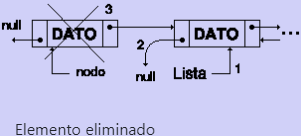 3
null
DATO
DATO
2
nodo
null
Lista
1
Elemento eliminado